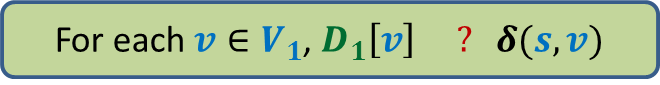 For each v ∈ V₁, D₁[v] ? δ(s, v)